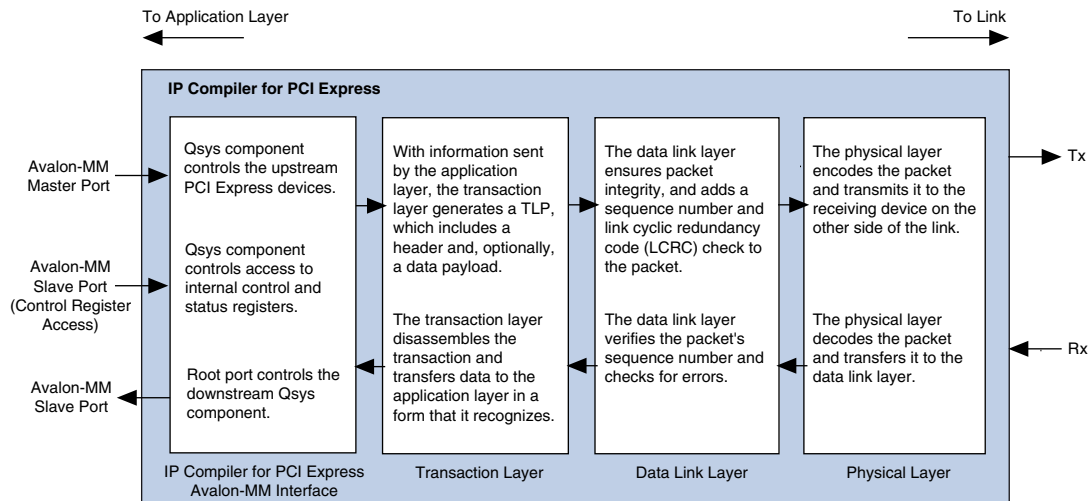 To Application Layer
To Link
IP Compiler for PCI Express
Avalon-MM
Master Port
Avalon-MM
Slave Port
(Control Register
Access)
Avalon-MM
Slave Port
Qsys component
controls the upstream
PCI Express devices.
Qsys component
controls access to
internal control and
status registers.
Root port controls the
downstream Qsys
component.
IP Compiler for PCI Express
Avalon-MM Interface
With information sent
by the application
layer, the transaction
layer generates a TLP,
which includes a
header and, optionally,
a data payload.
The transaction layer
disassembles the
transaction and
transfers data to the
application layer in a
form that it recognizes.
Transaction Layer
The data link layer
ensures packet
integrity, and adds a
sequence number and
link cyclic redundancy
code (LCRC) check to
the packet.
The data link layer
verifies the packet's
sequence number and
checks for errors.
Data Link Layer
The physical layer
encodes the packet
and transmits it to the
receiving device on the
other side of the link.
The physical layer
decodes the packet
and transfers it to the
data link layer.
Physical Layer
Tx
Rx